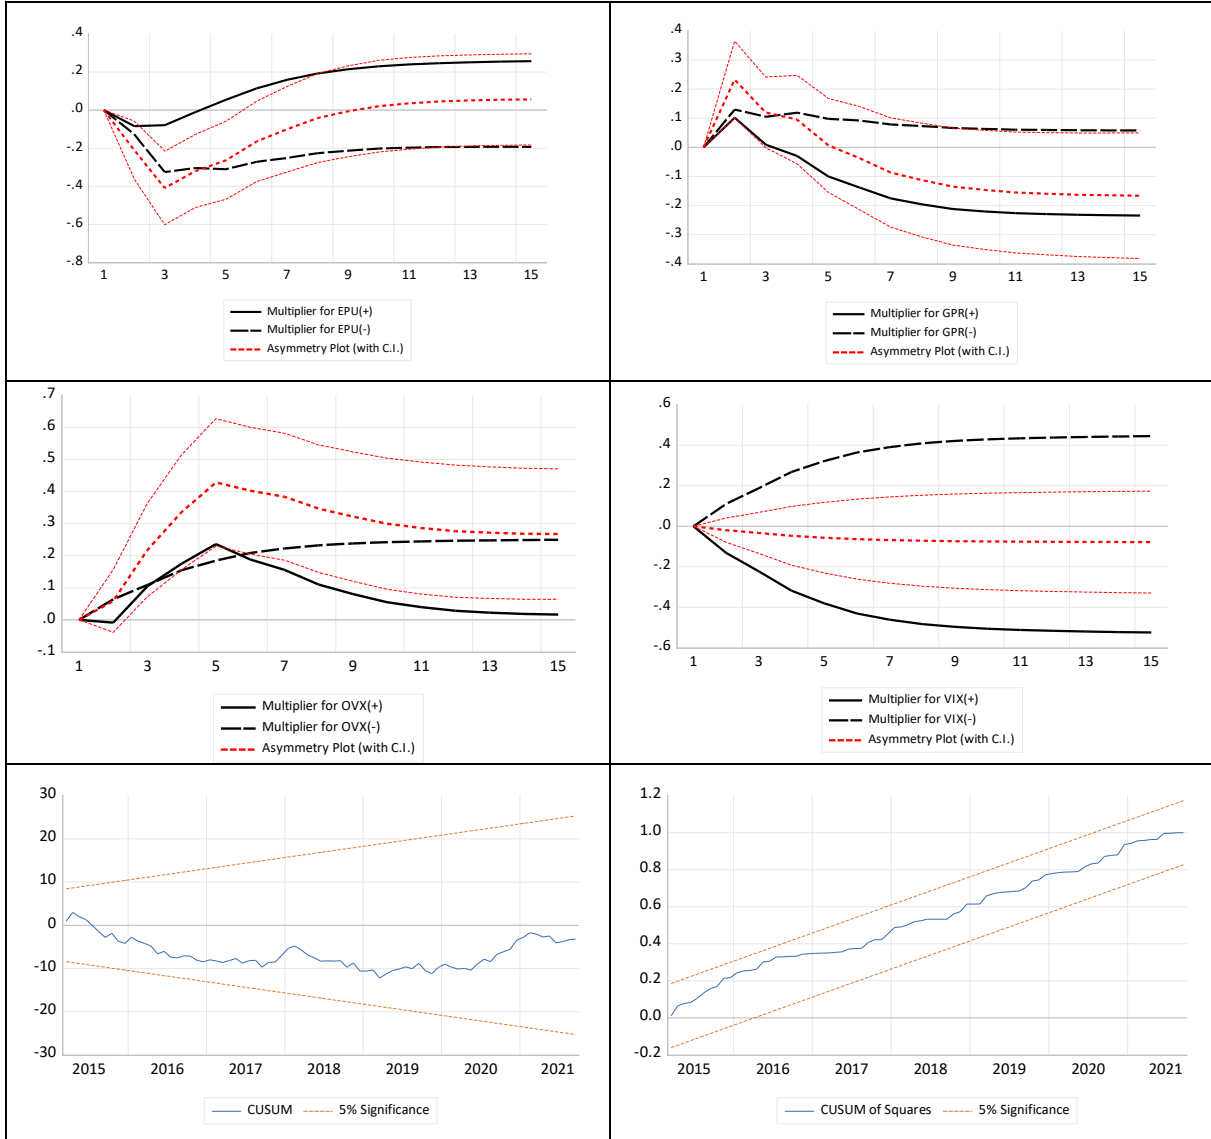 .4
.2
.0
-.2
-.4
-.6
-.8
1 3 5 7 9 11 13 15
Multiplier for EPU(+)
Multiplier for EPU(-)
Asymmetry Plot (with C.I.)
.4
.3
.2
.1
.0
-.1
-.2
-.3
-.4
1 3 5 7 9 11 13 15
Multiplier for GPR(+)
Multiplier for GPR(-)
Asymmetry Plot (with C.I.)
.7
.6
.5
.4
.3
.2
.1
.0
-.1
1 3 5 7 9 11 13 15
Multiplier for OVX(+)
Multiplier for OVX(-)
Asymmetry Plot (with C.I.)
.6
.4
.2
.0
-.2
-.4
-.6
1 3 5 7 9 11 13 15
Multiplier for VIX(+)
Multiplier for VIX(-)
Asymmetry Plot (with C.I.)
30
20
10
0
-10
-20
-30
2015 2016 2017 2018 2019 2020 2021
CUSUM 5% Significance
1.2
1.0
0.8
0.6
0.4
0.2
0.0
-0.2
2015 2016 2017 2018 2019 2020 2021
CUSUM of Squares 5% Significance